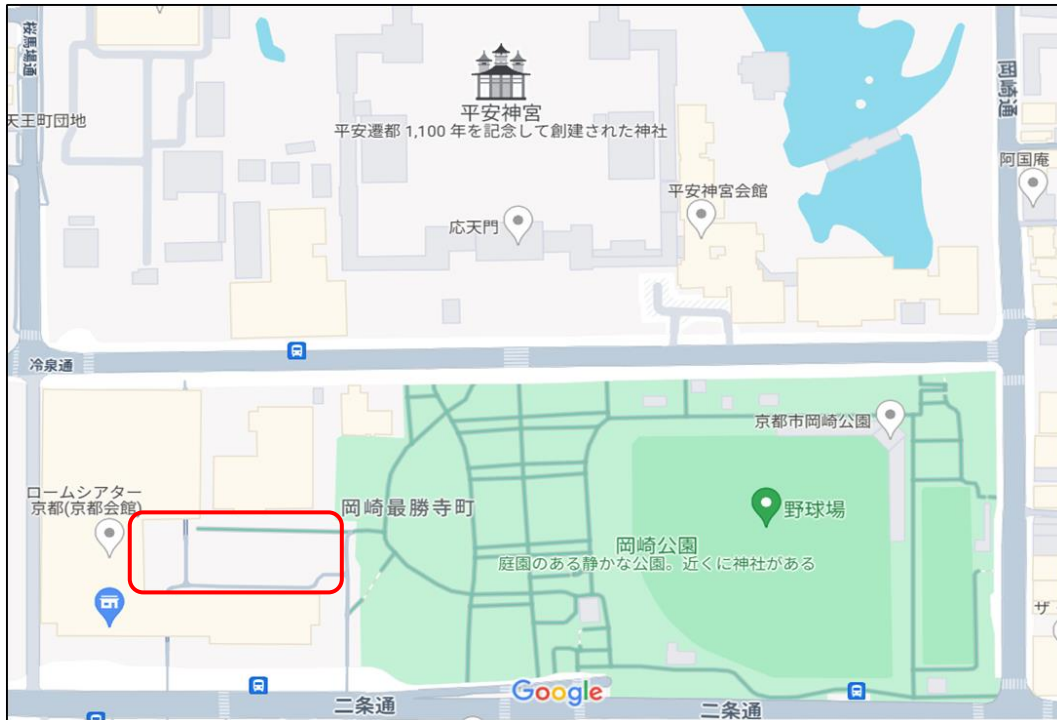 桜馬場通
天王町団地
平安神宮
平安遷都 1,100 年を記念して創建された神社
岡崎通
阿国庵
平安神宮会館
応天門
冷泉通
京都市岡崎公園
ロームシアター
京都(京都会館)
岡崎最勝寺町
野球場
岡崎公園
庭園のある静かな公園。近くに神社がある
ザ
二条通
Google
二条通